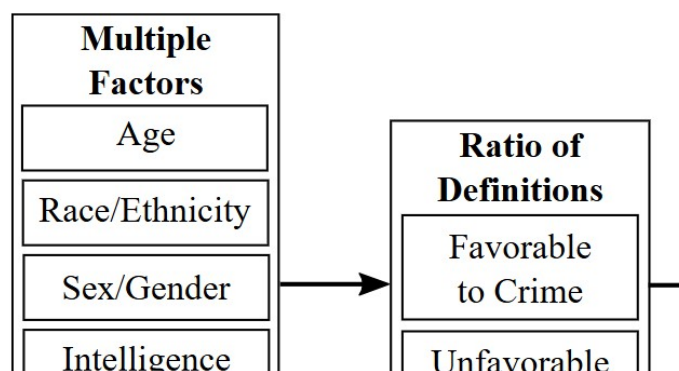 Multiple
Factors
Age
Race/Ethnicity
Sex/Gender
Intelligence
Ratio of
Definitions
Favorable
to Crime
Unfavorable